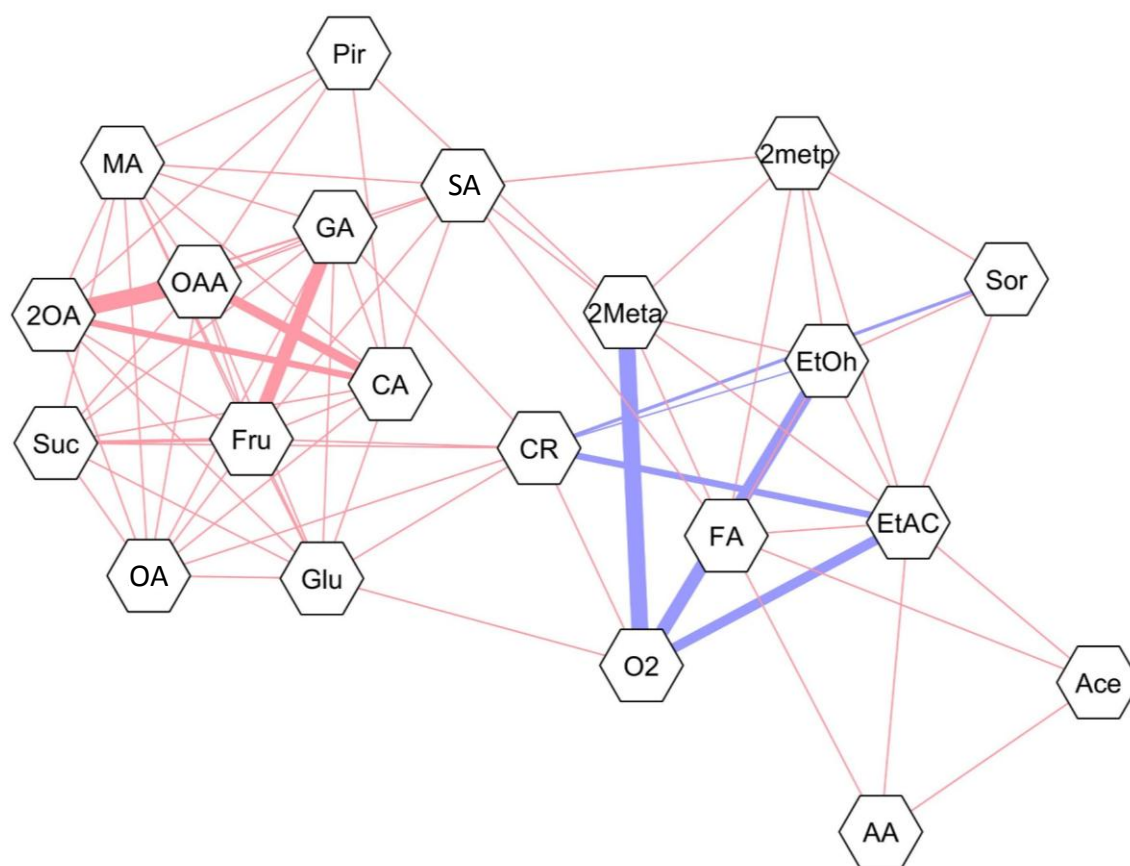 Pir
MA
SA
2metp
GA
OAA
Sor
2OA
2Meta
EtOh
CA
Suc
Fru
CR
EtAC
FA
OA
Glu
O2
Ace
AA